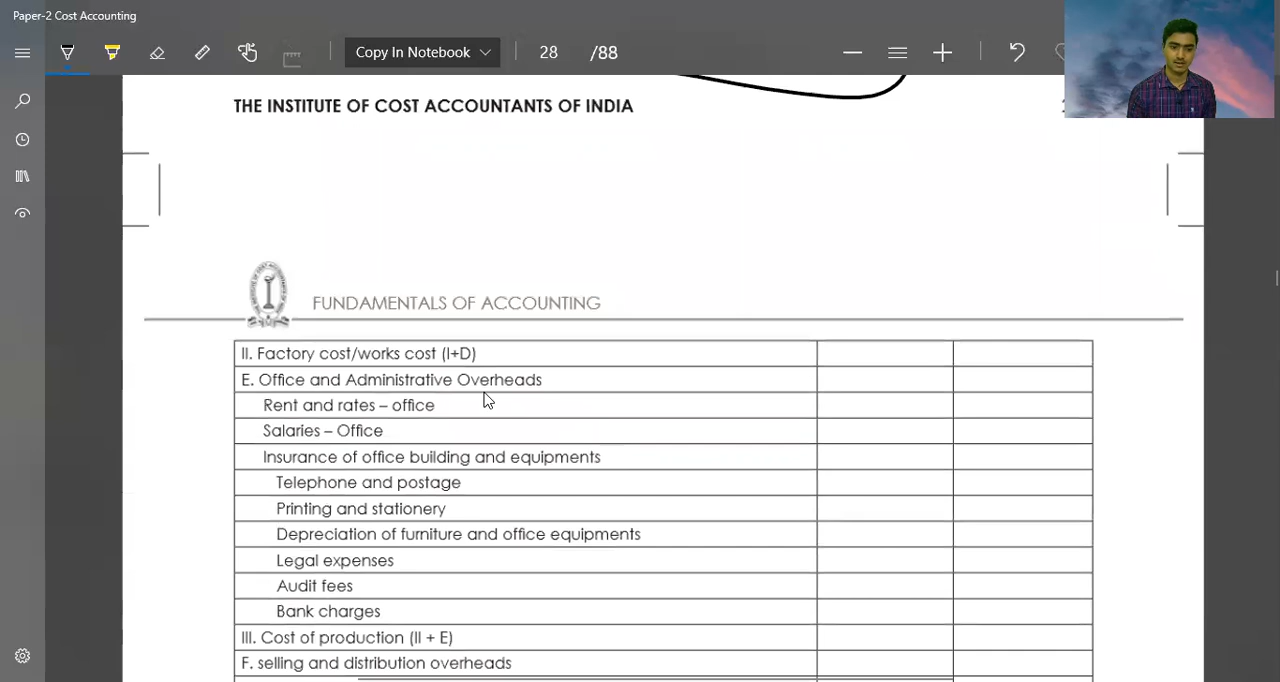 Paper-2 Cost Accounting
Copy In Notebook
28 /88
THE INSTITUTE OF COST ACCOUNTANTS OF INDIA
FUNDAMENTALS OF ACCOUNTING
II. Factory cost/works cost (I+D)
E. Office and Administrative Overheads
Rent and rates – office
Salaries – Office
Insurance of office building and equipments
Telephone and postage
Printing and stationery
Depreciation of furniture and office equipments
Legal expenses
Audit fees
Bank charges
III. Cost of production (II + E)
F. selling and distribution overheads